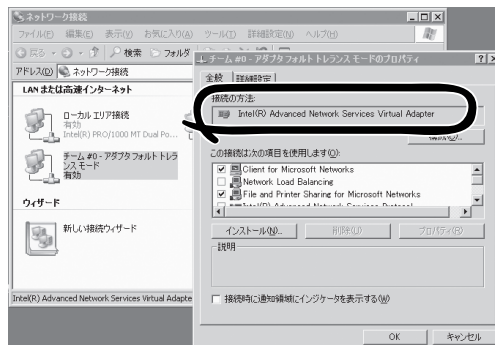 ネットワーク接続
ファイル(F) 編集(E) 表示(V) お気に入り(A) ツール(T) 詳細設定(N) ヘルプ(H)
戻る 検索 フォルダ
アドレス(D) ネットワーク接続
LAN または高速インターネット
ローカル エリア接続
有効
Intel(R) PRO/1000 MT Dual Po...
チーム #0 - アダプタ フォルト トレラ
ンス モード
有効
ウィザード
新しい接続ウィザード
Intel(R) Advanced Network Services Virtual Adapte
チーム #0 - アダプタ フォルト トレランス モードのプロパティ
全般 詳細設定
接続の方法:
Intel(R) Advanced Network Services Virtual Adapter
この接続は次の項目を使用します(O):
Client for Microsoft Networks
Network Load Balancing
File and Printer Sharing for Microsoft Networks
Intel(R) Advanced Network Services Protocol
インストール(N)... 削除(U) プロパティ(R)
説明
接続時に通知領域にインジケータを表示する(W)
OK キャンセル